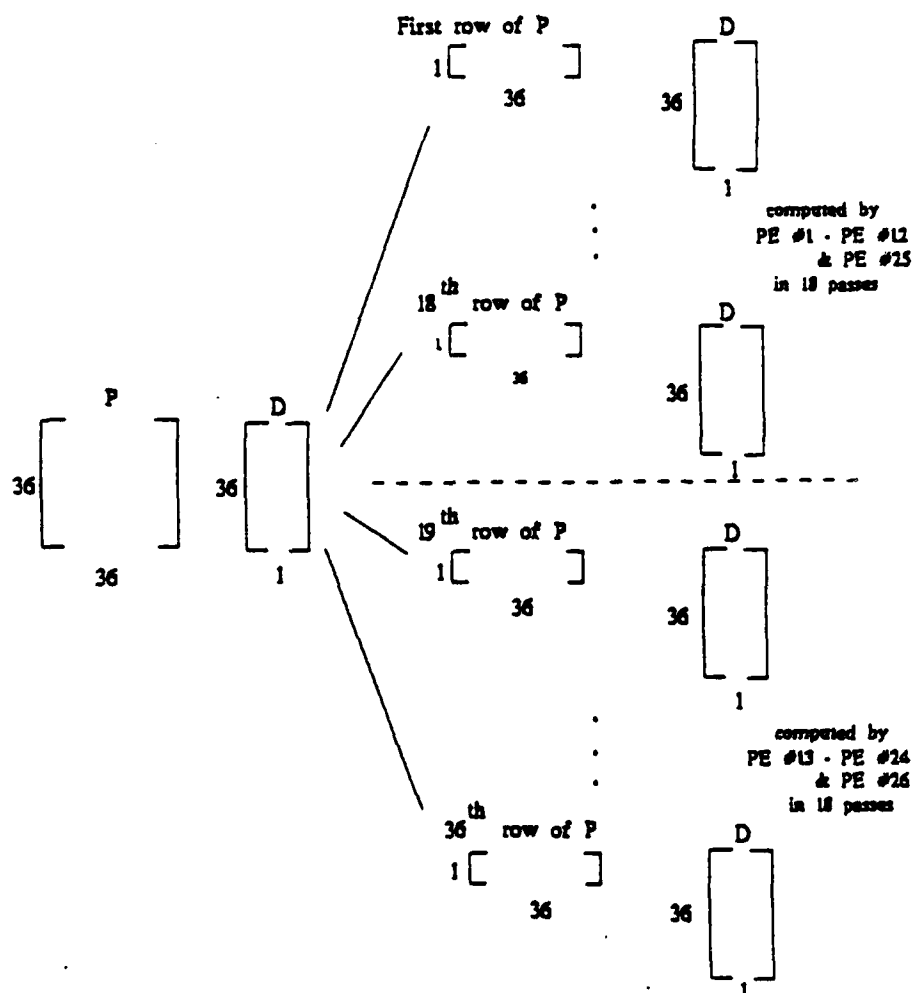 First row of P
D
1
36
36
1
computed by
PE #1 - PE #12
& PE #25
in 18 passes
18th row of P
D
1
36
36
1
P
D
36
36
36
1
19th row of P
D
1
36
36
1
computed by
PE #13 - PE #24
& PE #26
in 18 passes
36th row of P
D
1
36
36
1